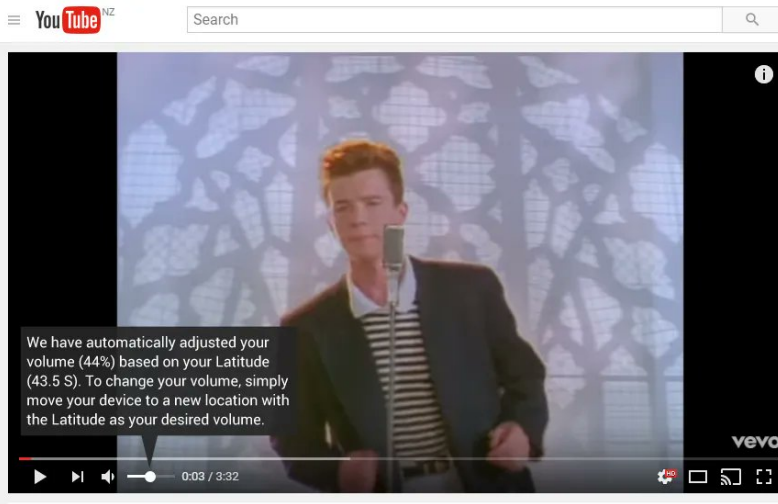 YouTube NZ
Search
We have automatically adjusted your
volume (44%) based on your Latitude
(43.5 S). To change your volume, simply
move your device to a new location with
the Latitude as your desired volume.
vevo
0:03 / 3:32
HD